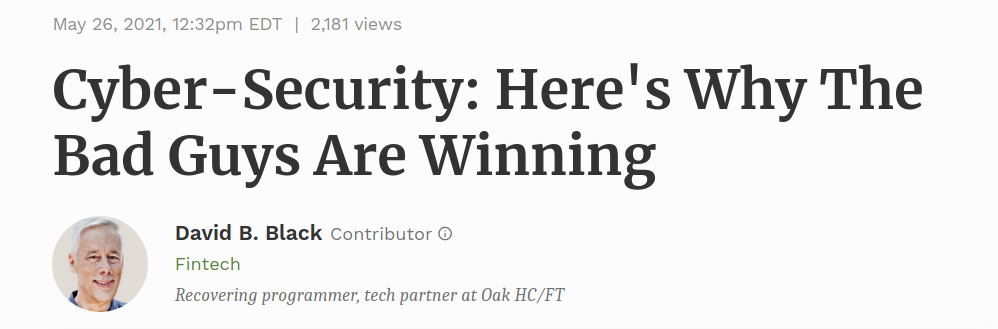 May 26, 2021, 12:32pm EDT | 2,181 views
Cyber-Security: Here's Why The
Bad Guys Are Winning
David B. Black Contributor
Fintech
Recovering programmer, tech partner at Oak HC/FT